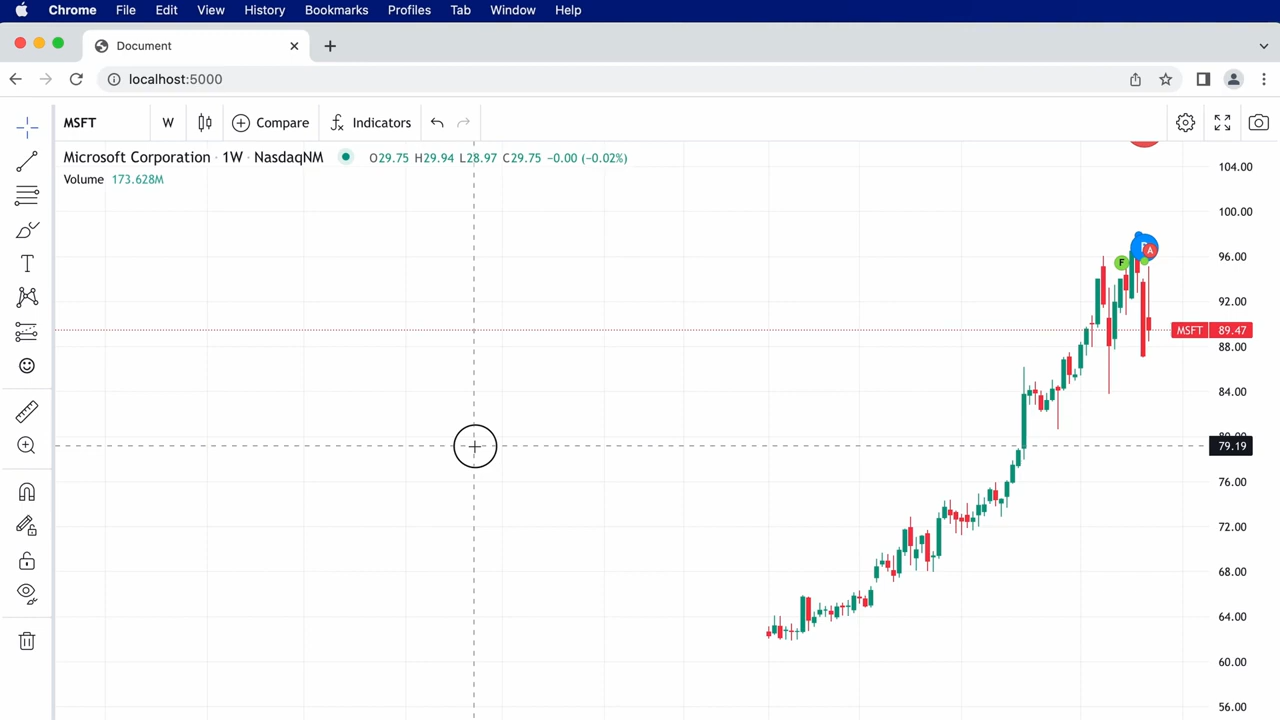 Chrome File Edit View History Bookmarks Profiles Tab Window Help
Document
localhost:5000
MSFT W Compare Indicators
Microsoft Corporation · 1W · NasdaqNM O29.75 H29.94 L28.97 C29.75 −0.00 (−0.02%)
Volume 173.628M
104.00
100.00
96.00
F A
92.00
MSFT 89.47
88.00
84.00
79.19
76.00
72.00
68.00
64.00
60.00
56.00
T